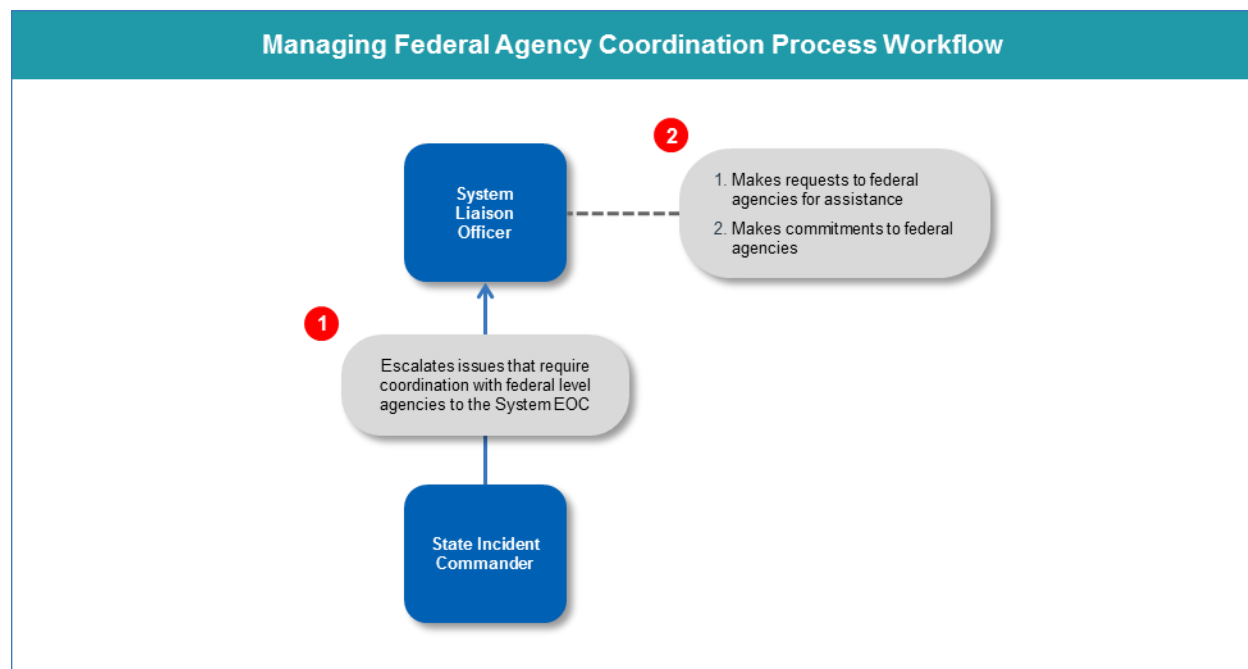 Managing Federal Agency Coordination Process Workflow
2
System
Liaison
Officer
1. Makes requests to federal
agencies for assistance
2. Makes commitments to federal
agencies
1
Escalates issues that require
coordination with federal level
agencies to the System EOC
State Incident
Commander